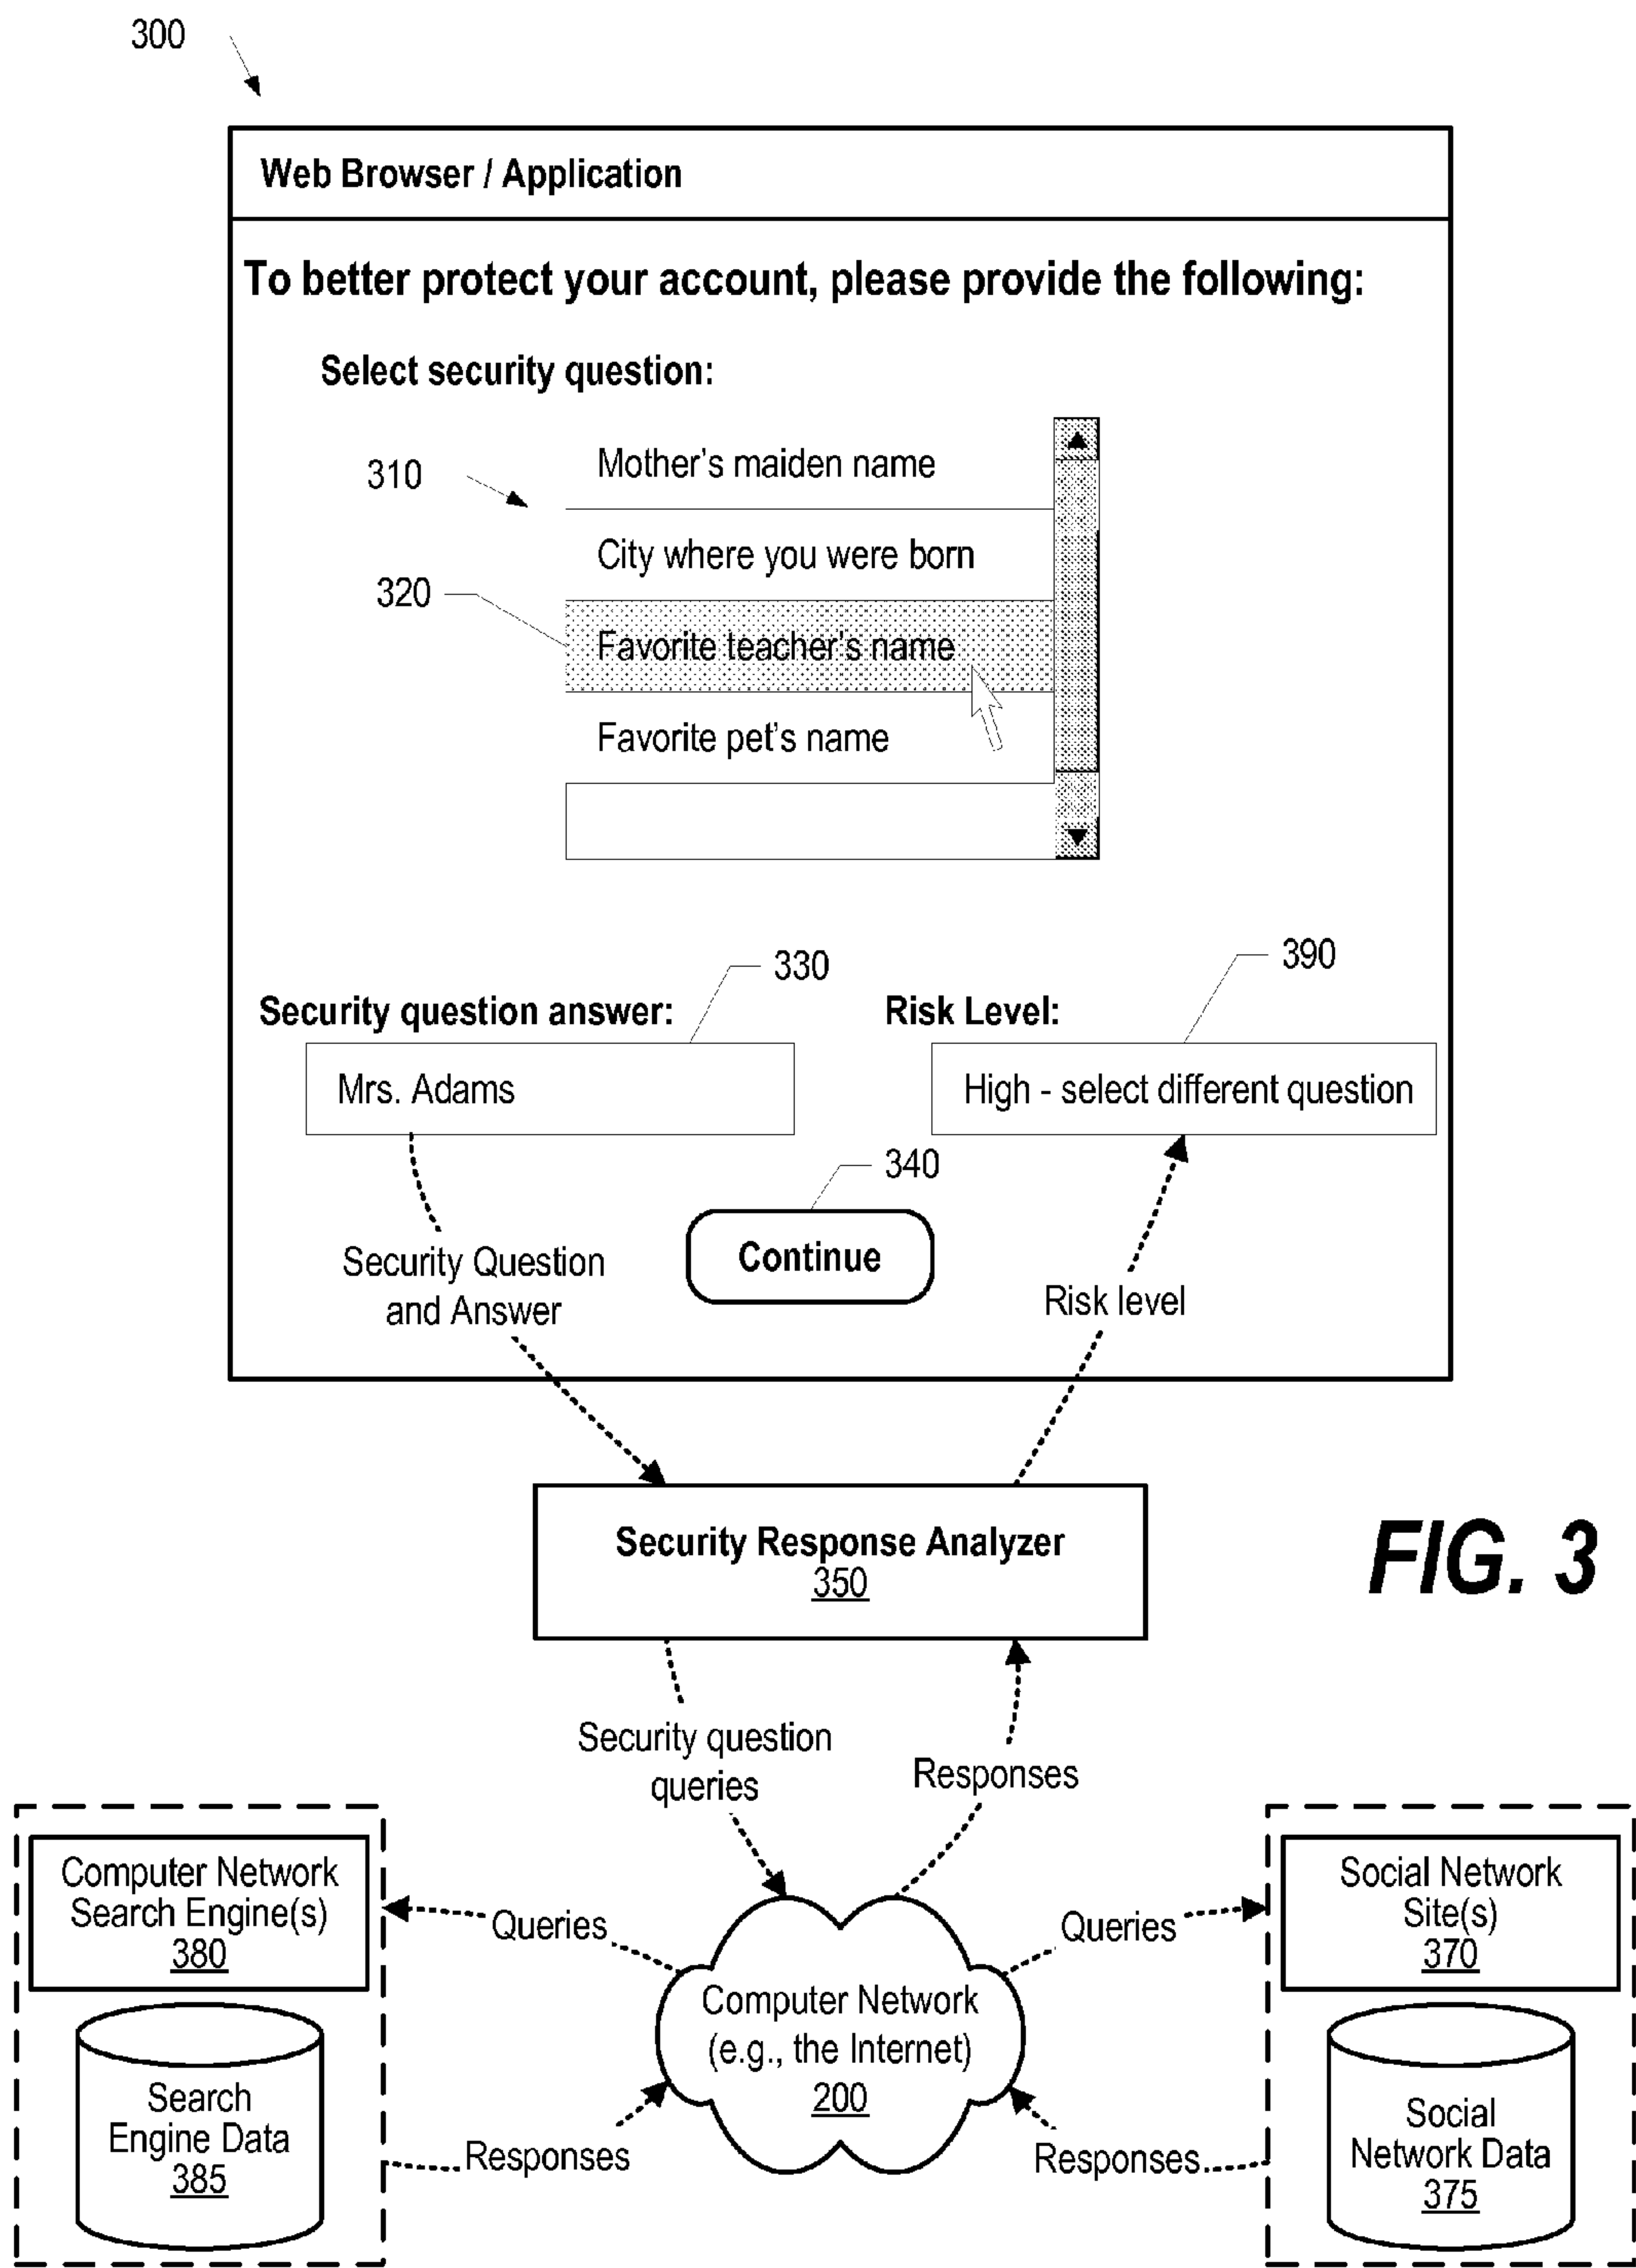 300
Web Browser / Application
To better protect your account, please provide the following:
Select security question:
310
Mother's maiden name
City where you were born
320
Favorite teacher's name
Favorite pet's name
330
390
Security question answer:
Risk Level:
Mrs. Adams
High - select different question
340
Continue
Security Question
and Answer
Risk level
Security Response Analyzer
350
FIG. 3
Security question
queries
Responses
Computer Network
Search Engine(s)
380
Queries
Queries
Social Network
Site(s)
370
Computer Network
(e.g., the Internet)
200
Search
Engine Data
385
Responses
Responses
Social
Network Data
375